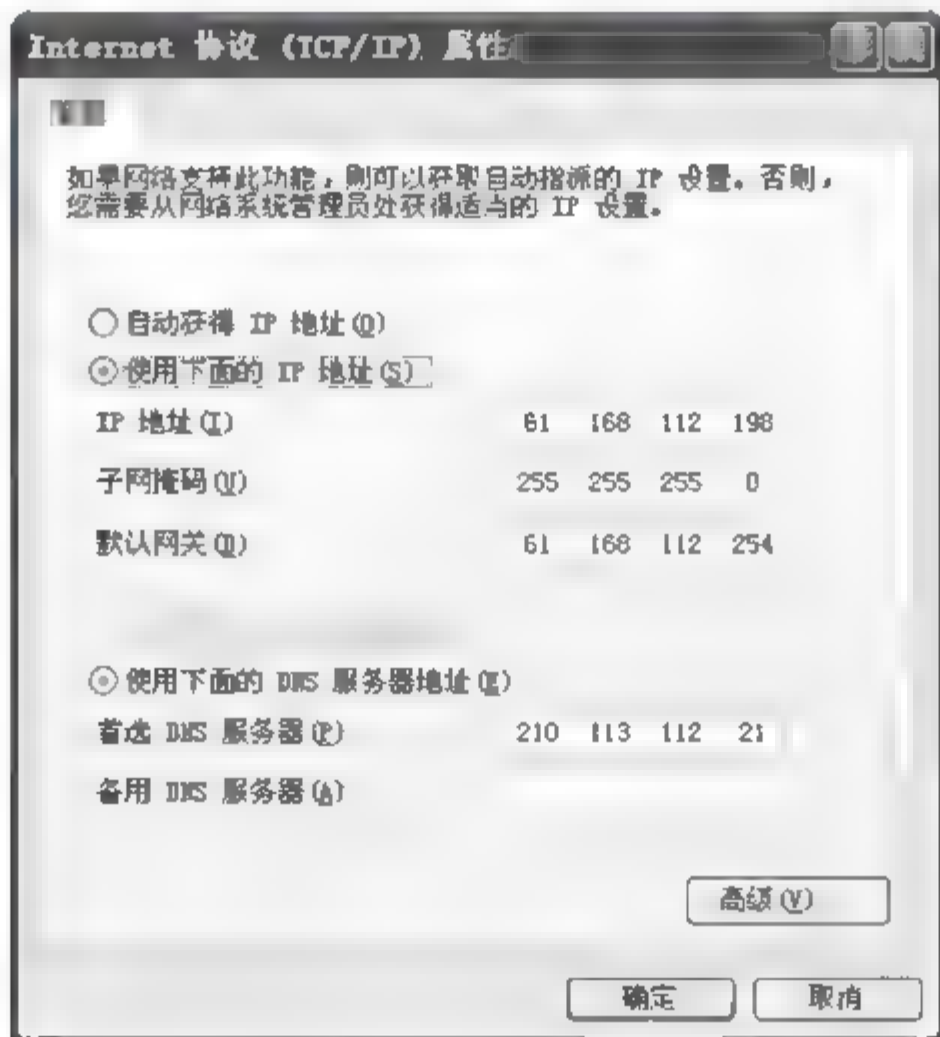 Internet 协议 (TCP/IP) 属性
如果网络支持此功能，则可以获取自动指派的 IP 设置。否则，
您需要从网络系统管理员处获得适当的 IP 设置。
自动获得 IP 地址(O)
使用下面的 IP 地址(S)
IP 地址(I) 61 168 112 198
子网掩码(U) 255 255 255 0
默认网关(D) 61 168 112 254
使用下面的 DNS 服务器地址(E)
首选 DNS 服务器(P) 210 113 112 21
备用 DNS 服务器(A)
高级(V)
确定 取消